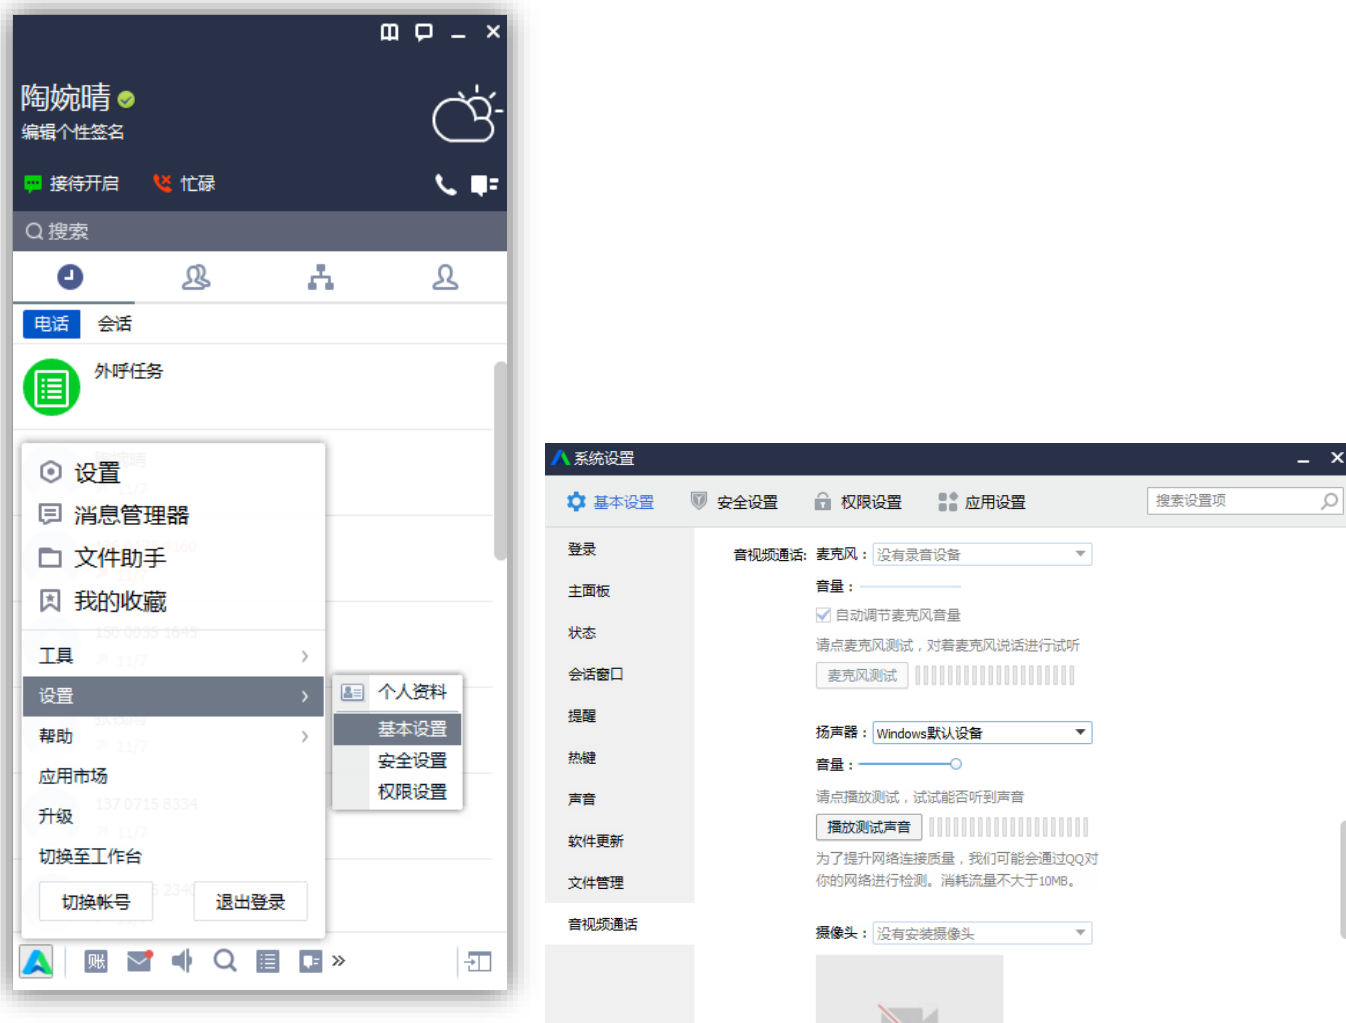 陶婉晴
编辑个性签名
接待开启 忙碌
搜索
电话 会话
外呼任务
设置
消息管理器
文件助手
我的收藏
150 0035 1645
11/7
工具
设置
帮助
11/7
应用市场
137 0715 8334
升级
11/7
切换至工作台
切换帐号 退出登录
个人资料
基本设置
安全设置
权限设置
账
系统设置
基本设置 安全设置 权限设置 应用设置 搜索设置项
登录
主面板
状态
会话窗口
提醒
热键
声音
软件更新
文件管理
音视频通话
音视频通话: 麦克风： 没有录音设备
音量：
自动调节麦克风音量
请点麦克风测试，对着麦克风说话进行试听
麦克风测试
扬声器： Windows默认设备
音量：
请点播放测试，试试能否听到声音
播放测试声音
为了提升网络连接质量，我们可能会通过QQ对
你的网络进行检测。消耗流量不大于10MB。
摄像头： 没有安装摄像头